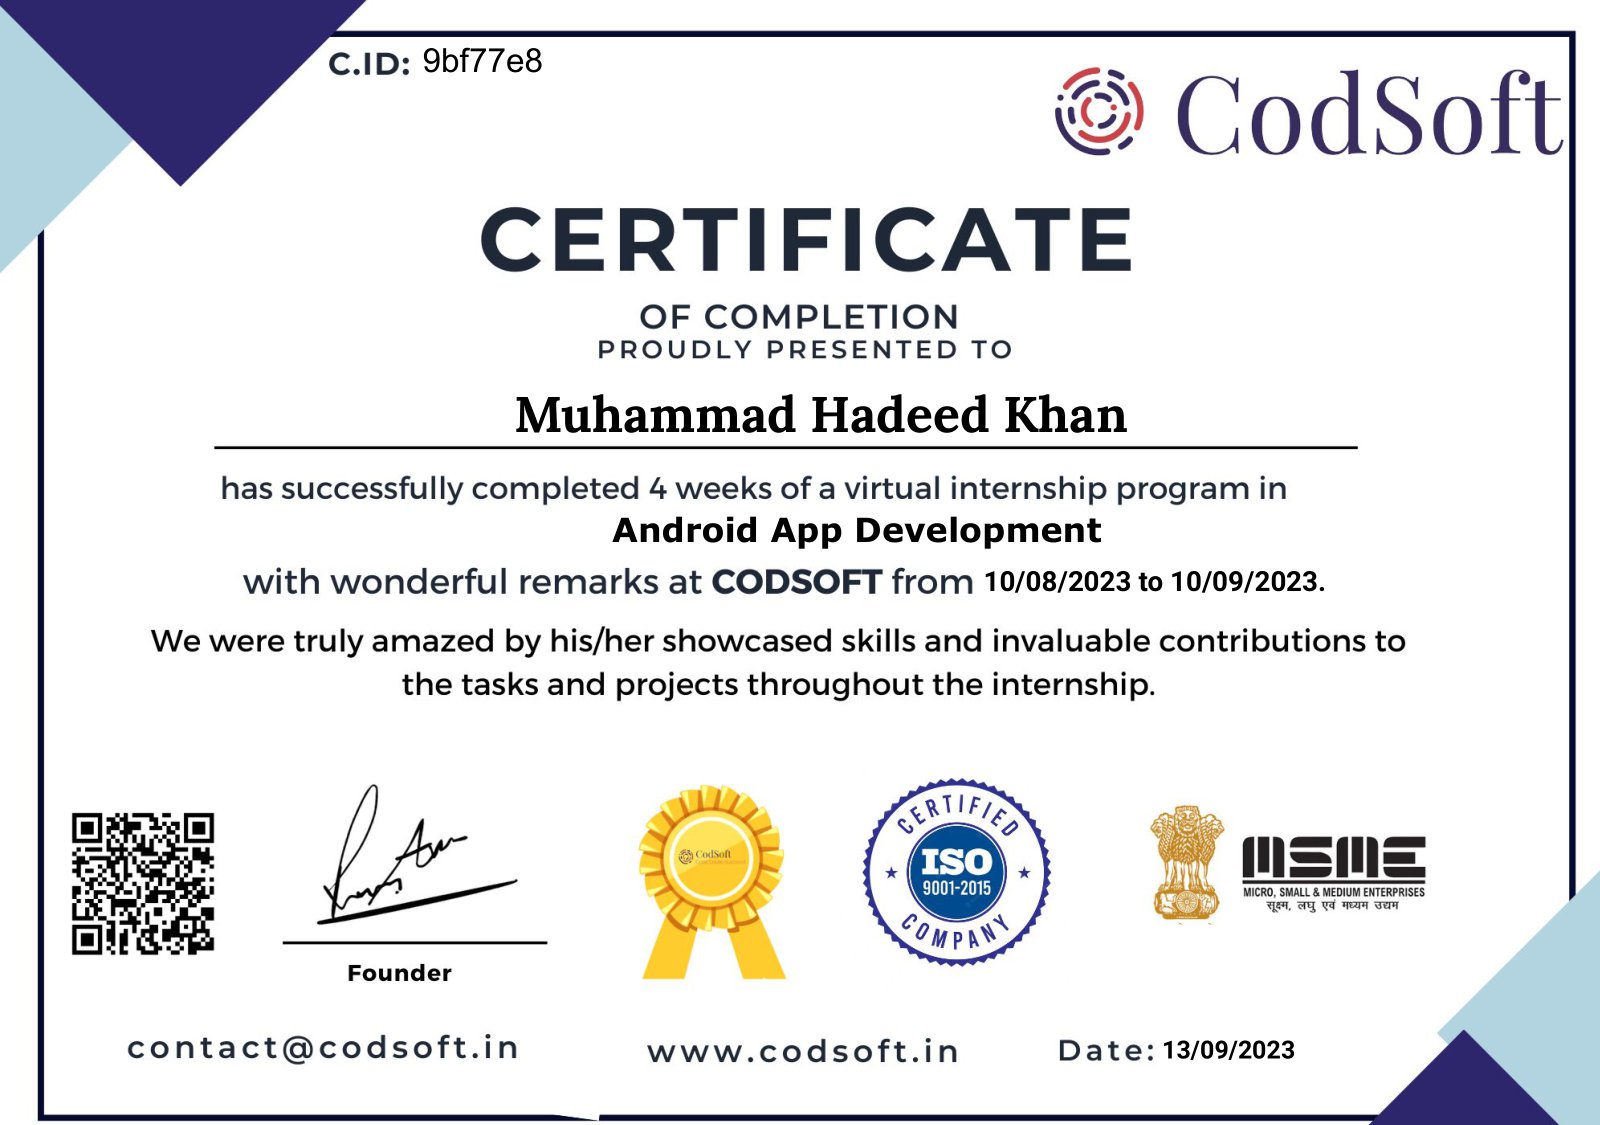 C.ID: 9bf77e8
CodSoft
CERTIFICATE
OF COMPLETION
PROUDLY PRESENTED TO
Muhammad Hadeed Khan
has successfully completed 4 weeks of a virtual internship program in
Android App Development
with wonderful remarks at CODSOFT from 10/08/2023 to 10/09/2023.
We were truly amazed by his/her showcased skills and invaluable contributions to
the tasks and projects throughout the internship.
Founder
CodSoft
CERTIFIED
ISO
9001-2015
COMPANY
MSME
MICRO, SMALL & MEDIUM ENTERPRISES
सूक्ष्म, लघु एवं मध्यम उद्यम
contact@codsoft.in
www.codsoft.in
Date: 13/09/2023